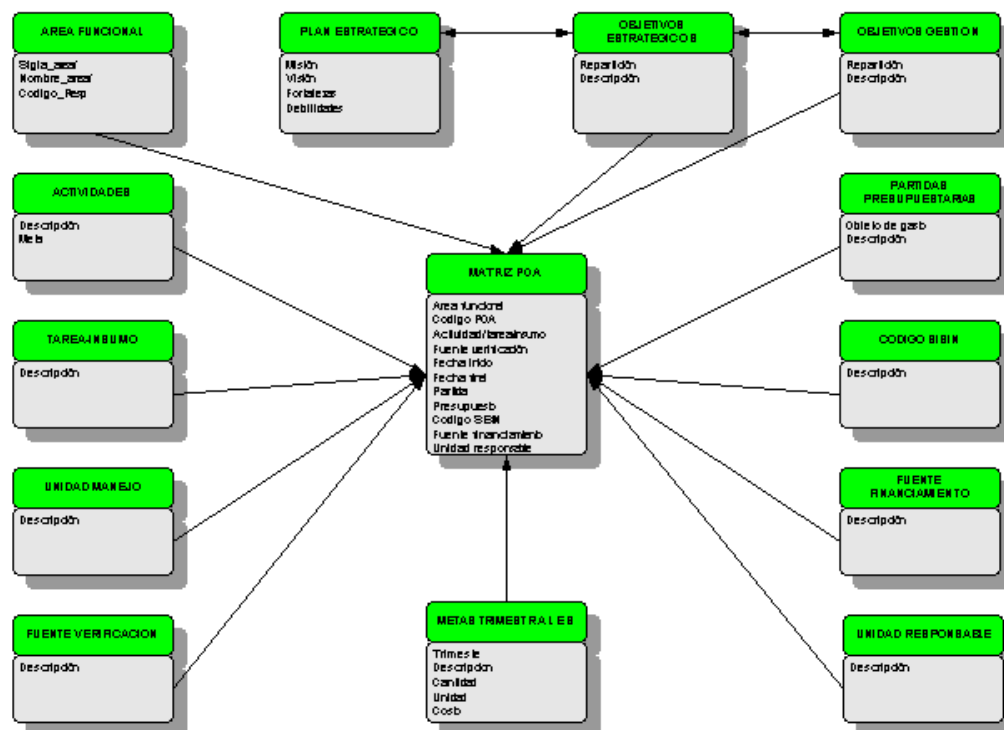 AREA FUNCIONAL
Sigla_areaf
Nombre_areaf
Codigo_Resp
PLAN ESTRATEGICO
Misión
Visión
Fortalezas
Debilidades
OBJETIVOS
ESTRATEGICOS
Repartición
Descripción
OBJETIVOS GESTION
Repartición
Descripción
ACTIVIDADES
Descripción
Meta
PARTIDAS
PRESUPUESTARIAS
Objeto de gasto
Descripción
MATRIZ POA
Area funcional
Codigo POA
Actividad/tarea/insumo
Fuente verificación
Fecha inicio
Fecha final
Partida
Presupuesto
Codigo SISIN
Fuente financiamiento
Unidad responsable
TAREA-INSUMO
Descripción
CODIGO SISIN
Descripción
UNIDAD MANEJO
Descripción
FUENTE
FINANCIAMIENTO
Descripción
FUENTE VERIFICACION
Descripción
METAS TRIMESTRALES
Trimestre
Descripcion
Cantidad
Unidad
Costo
UNIDAD RESPONSABLE
Descripción